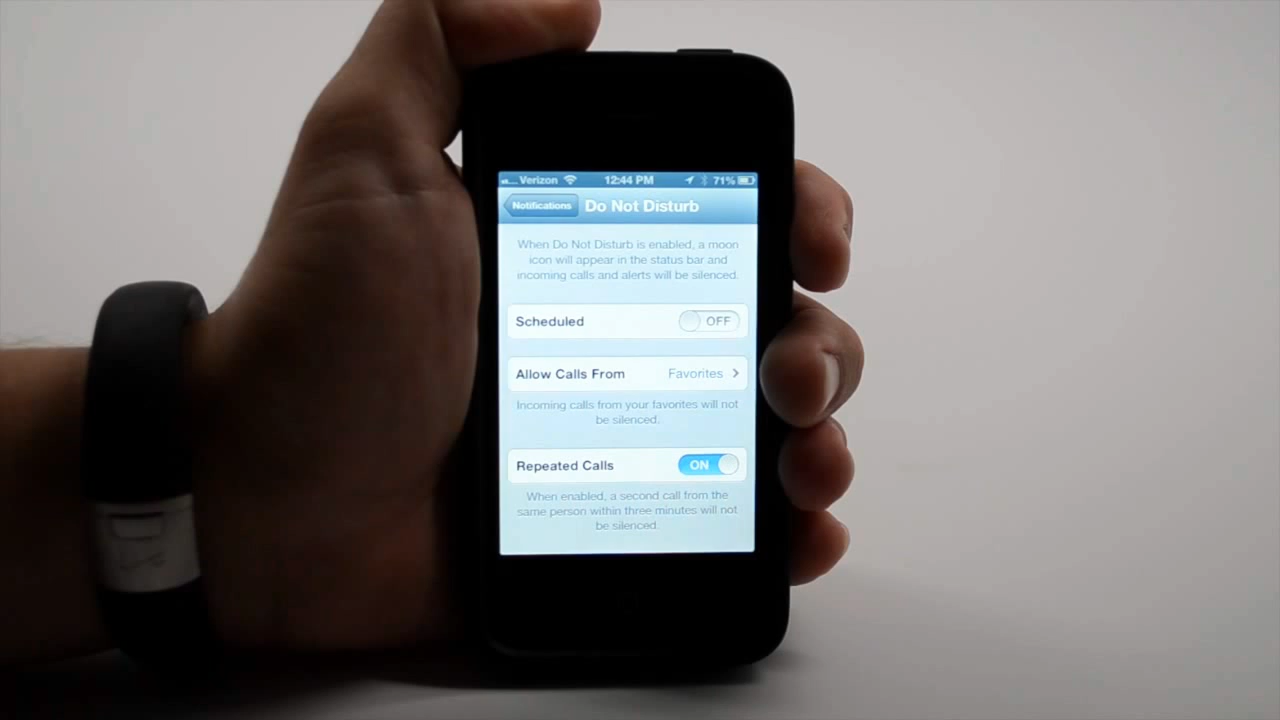 Verizon 12:44 PM 71%
Notifications Do Not Disturb
When Do Not Disturb is enabled, a moon
icon will appear in the status bar and
incoming calls and alerts will be silenced.
Scheduled OFF
Allow Calls From Favorites
Incoming calls from your favorites will not
be silenced.
Repeated Calls ON
When enabled, a second call from the
same person within three minutes will not
be silenced.